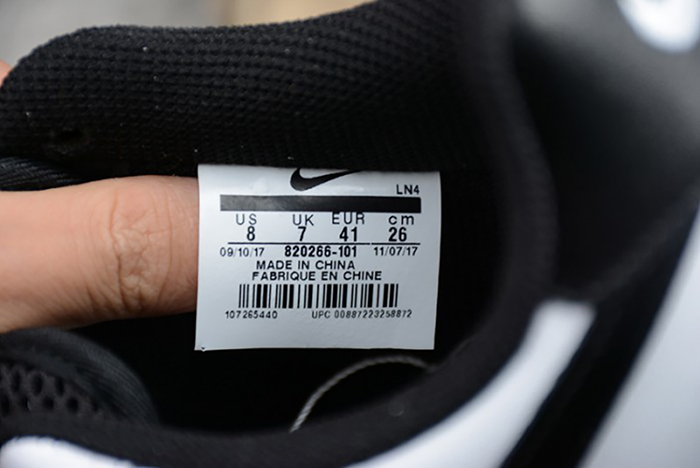 LN4
US UK EUR cm
8 7 41 26
09/10/17 820266-101 11/07/17
MADE IN CHINA
FABRIQUE EN CHINE
107265440 UPC 00887223258872